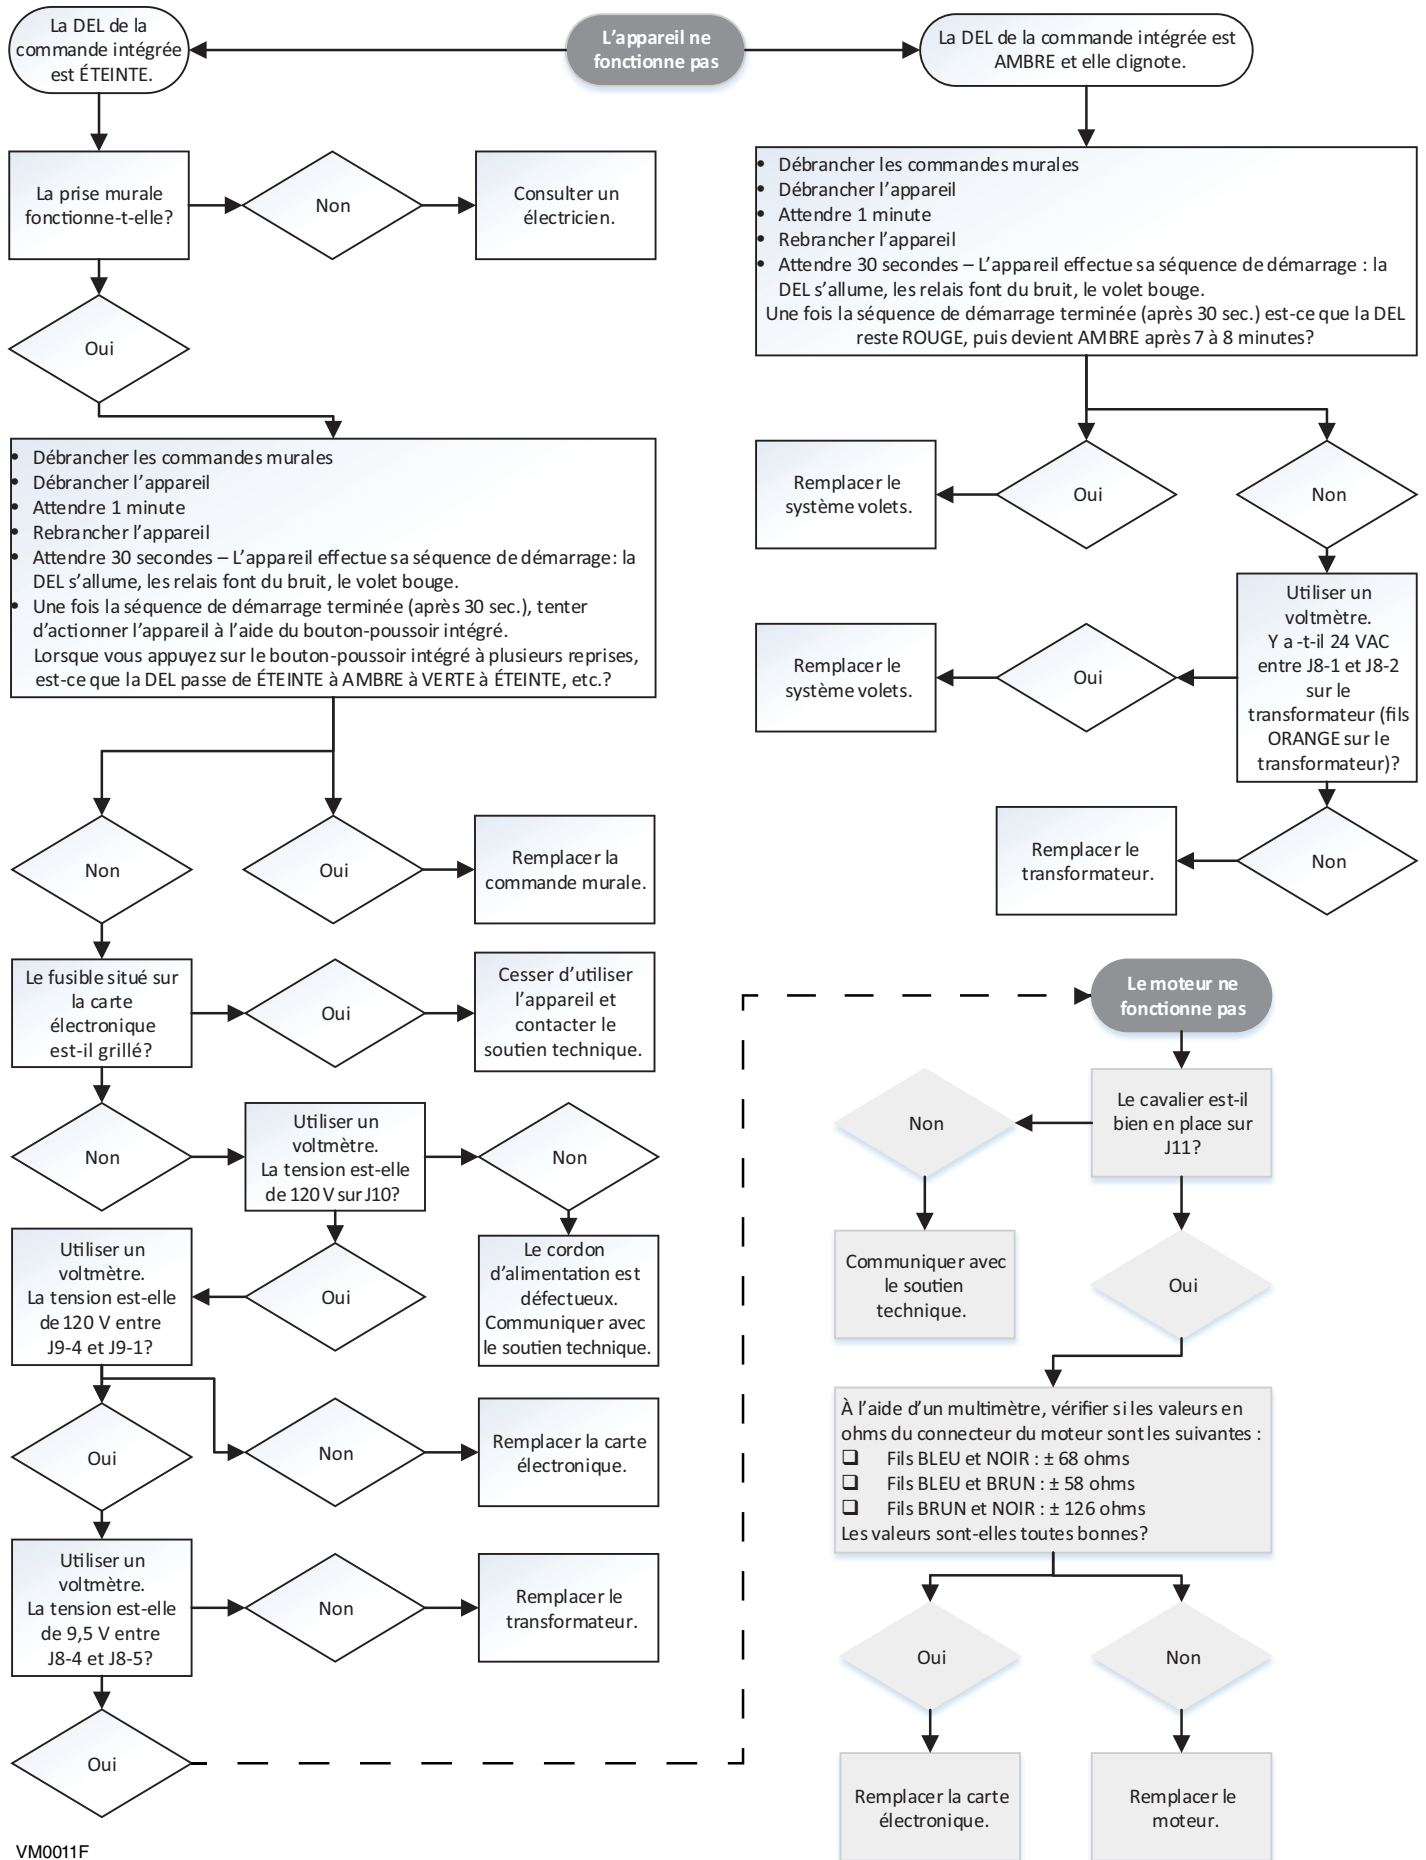 L'appareil ne
fonctionne pas
La DEL de la
commande intégrée
est ÉTEINTE.
La prise murale
fonctionne-t-elle?
Non
Consulter un
électricien.
Oui
• Débrancher les commandes murales
• Débrancher l'appareil
• Attendre 1 minute
• Rebrancher l'appareil
• Attendre 30 secondes – L'appareil effectue sa séquence de démarrage: la
DEL s'allume, les relais font du bruit, le volet bouge.
• Une fois la séquence de démarrage terminée (après 30 sec.), tenter
d'actionner l'appareil à l'aide du bouton-poussoir intégré.
Lorsque vous appuyez sur le bouton-poussoir intégré à plusieurs reprises,
est-ce que la DEL passe de ÉTEINTE à AMBRE à VERTE à ÉTEINTE, etc.?
Non
Oui
Remplacer la
commande murale.
Le fusible situé sur
la carte
électronique
est-il grillé?
Oui
Cesser d'utiliser
l'appareil et
contacter le
soutien technique.
Non
Utiliser un
voltmètre.
La tension est-elle
de 120 V sur J10?
Non
Le cordon
d'alimentation est
défectueux.
Communiquer avec
le soutien technique.
Oui
Utiliser un
voltmètre.
La tension est-elle
de 120 V entre
J9-4 et J9-1?
Oui
Non
Remplacer la carte
électronique.
Utiliser un
voltmètre.
La tension est-elle
de 9,5 V entre
J8-4 et J8-5?
Non
Remplacer le
transformateur.
Oui
La DEL de la commande intégrée est
AMBRE et elle clignote.
• Débrancher les commandes murales
• Débrancher l'appareil
• Attendre 1 minute
• Rebrancher l'appareil
• Attendre 30 secondes – L'appareil effectue sa séquence de démarrage : la
DEL s'allume, les relais font du bruit, le volet bouge.
Une fois la séquence de démarrage terminée (après 30 sec.) est-ce que la DEL
reste ROUGE, puis devient AMBRE après 7 à 8 minutes?
Remplacer le
système volets.
Oui
Non
Utiliser un
voltmètre.
Y a -t-il 24 VAC
entre J8-1 et J8-2
sur le
transformateur (fils
ORANGE sur le
transformateur)?
Oui
Remplacer le
système volets.
Non
Remplacer le
transformateur.
Le moteur ne
fonctionne pas
Le cavalier est-il
bien en place sur
J11?
Non
Communiquer avec
le soutien
technique.
Oui
À l'aide d'un multimètre, vérifier si les valeurs en
ohms du connecteur du moteur sont les suivantes :
❑ Fils BLEU et NOIR : ± 68 ohms
❑ Fils BLEU et BRUN : ± 58 ohms
❑ Fils BRUN et NOIR : ± 126 ohms
Les valeurs sont-elles toutes bonnes?
Oui
Non
Remplacer la carte
électronique.
Remplacer le
moteur.
VM0011F